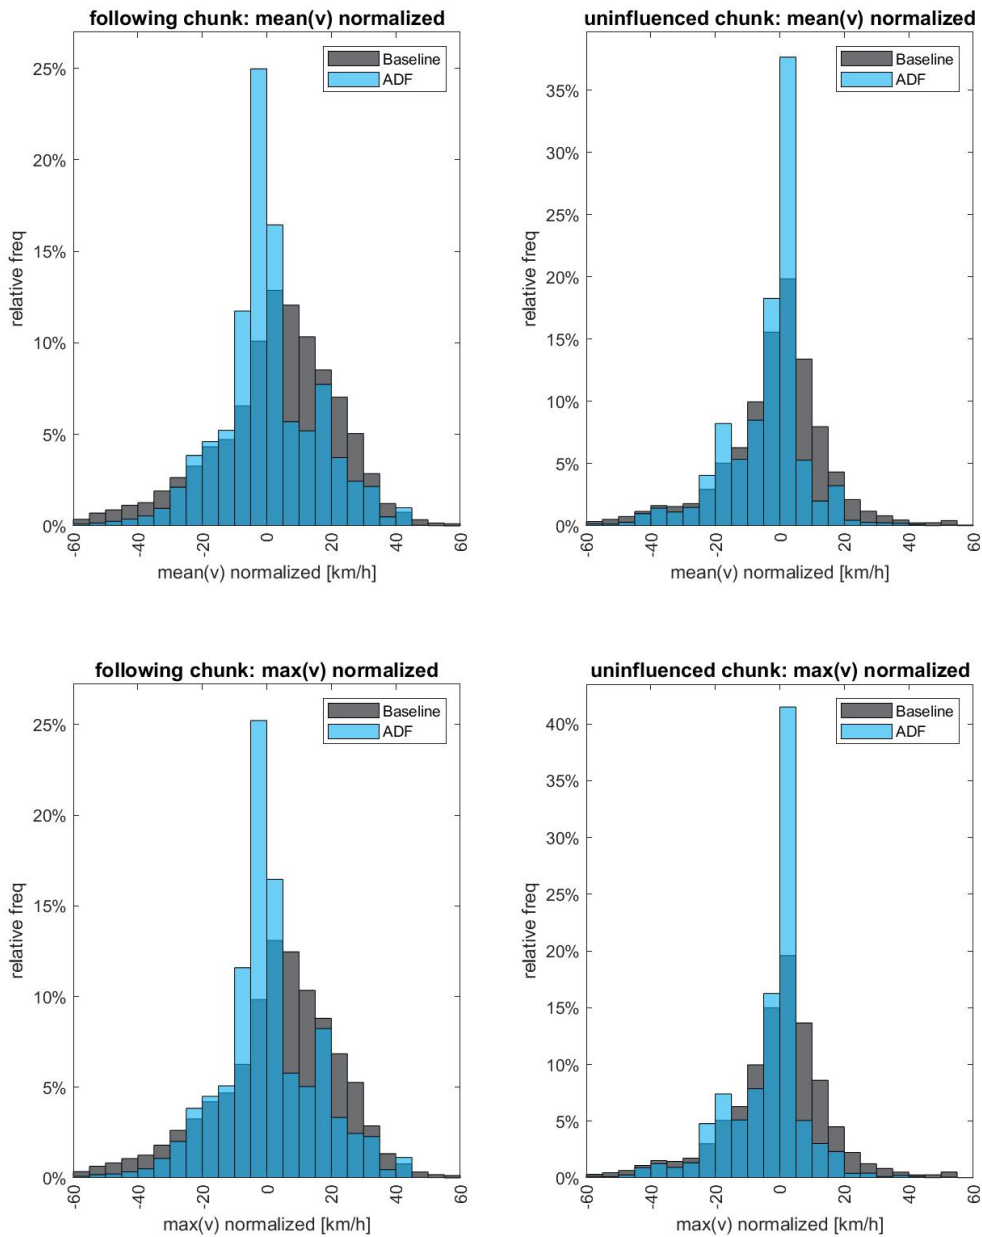 following chunk: mean(v) normalized
Baseline
ADF
25%
20%
15%
10%
5%
0%
relative freq
-60
-40
-20
0
20
40
60
mean(v) normalized [km/h]
uninfluenced chunk: mean(v) normalized
Baseline
ADF
35%
30%
25%
20%
15%
10%
5%
0%
relative freq
-60
-40
-20
0
20
40
60
mean(v) normalized [km/h]
following chunk: max(v) normalized
Baseline
ADF
25%
20%
15%
10%
5%
0%
relative freq
-60
-40
-20
0
20
40
60
max(v) normalized [km/h]
uninfluenced chunk: max(v) normalized
Baseline
ADF
40%
35%
30%
25%
20%
15%
10%
5%
0%
relative freq
-60
-40
-20
0
20
40
60
max(v) normalized [km/h]